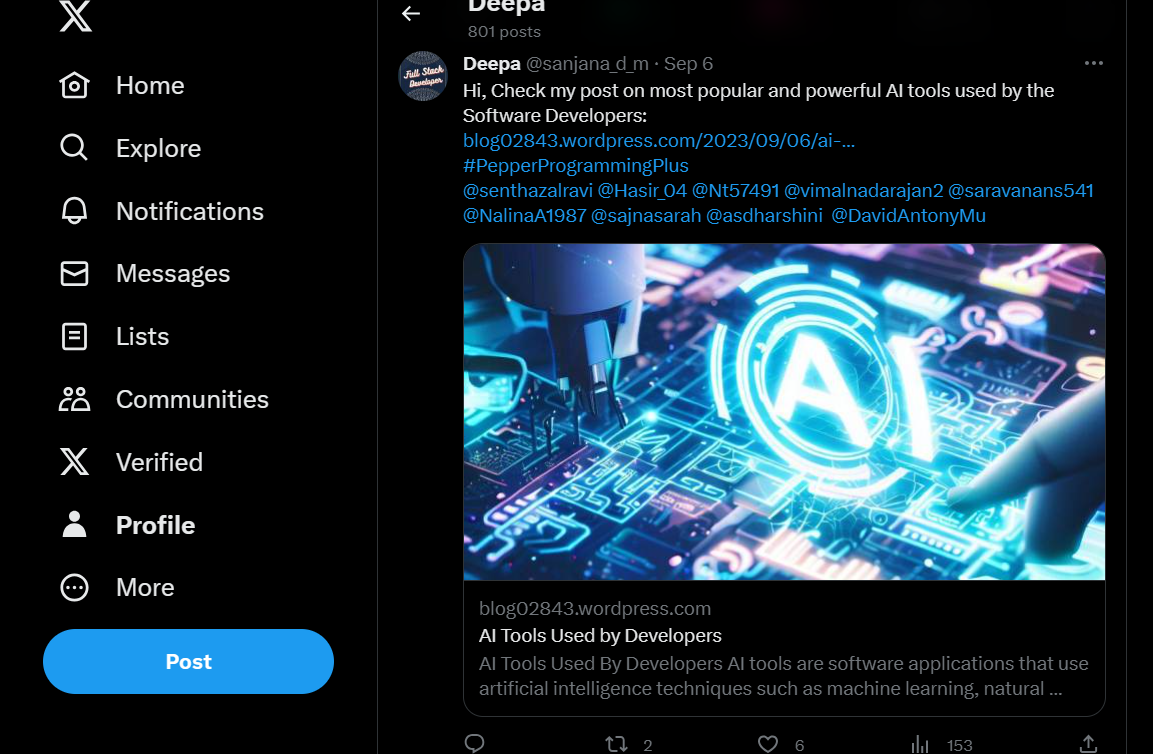 Home
Explore
Notifications
Messages
Lists
Communities
Verified
Profile
More
Post
Deepa
801 posts
Full Stack
Developer
Deepa @sanjana_d_m · Sep 6
Hi, Check my post on most popular and powerful AI tools used by the
Software Developers:
blog02843.wordpress.com/2023/09/06/ai-...
#PepperProgrammingPlus
@senthazalravi @Hasir_04 @Nt57491 @vimalnadarajan2 @saravanans541
@NalinaA1987 @sajnasarah @asdharshini @DavidAntonyMu
AI
blog02843.wordpress.com
AI Tools Used by Developers
AI Tools Used By Developers AI tools are software applications that use
artificial intelligence techniques such as machine learning, natural ...
2 6 153